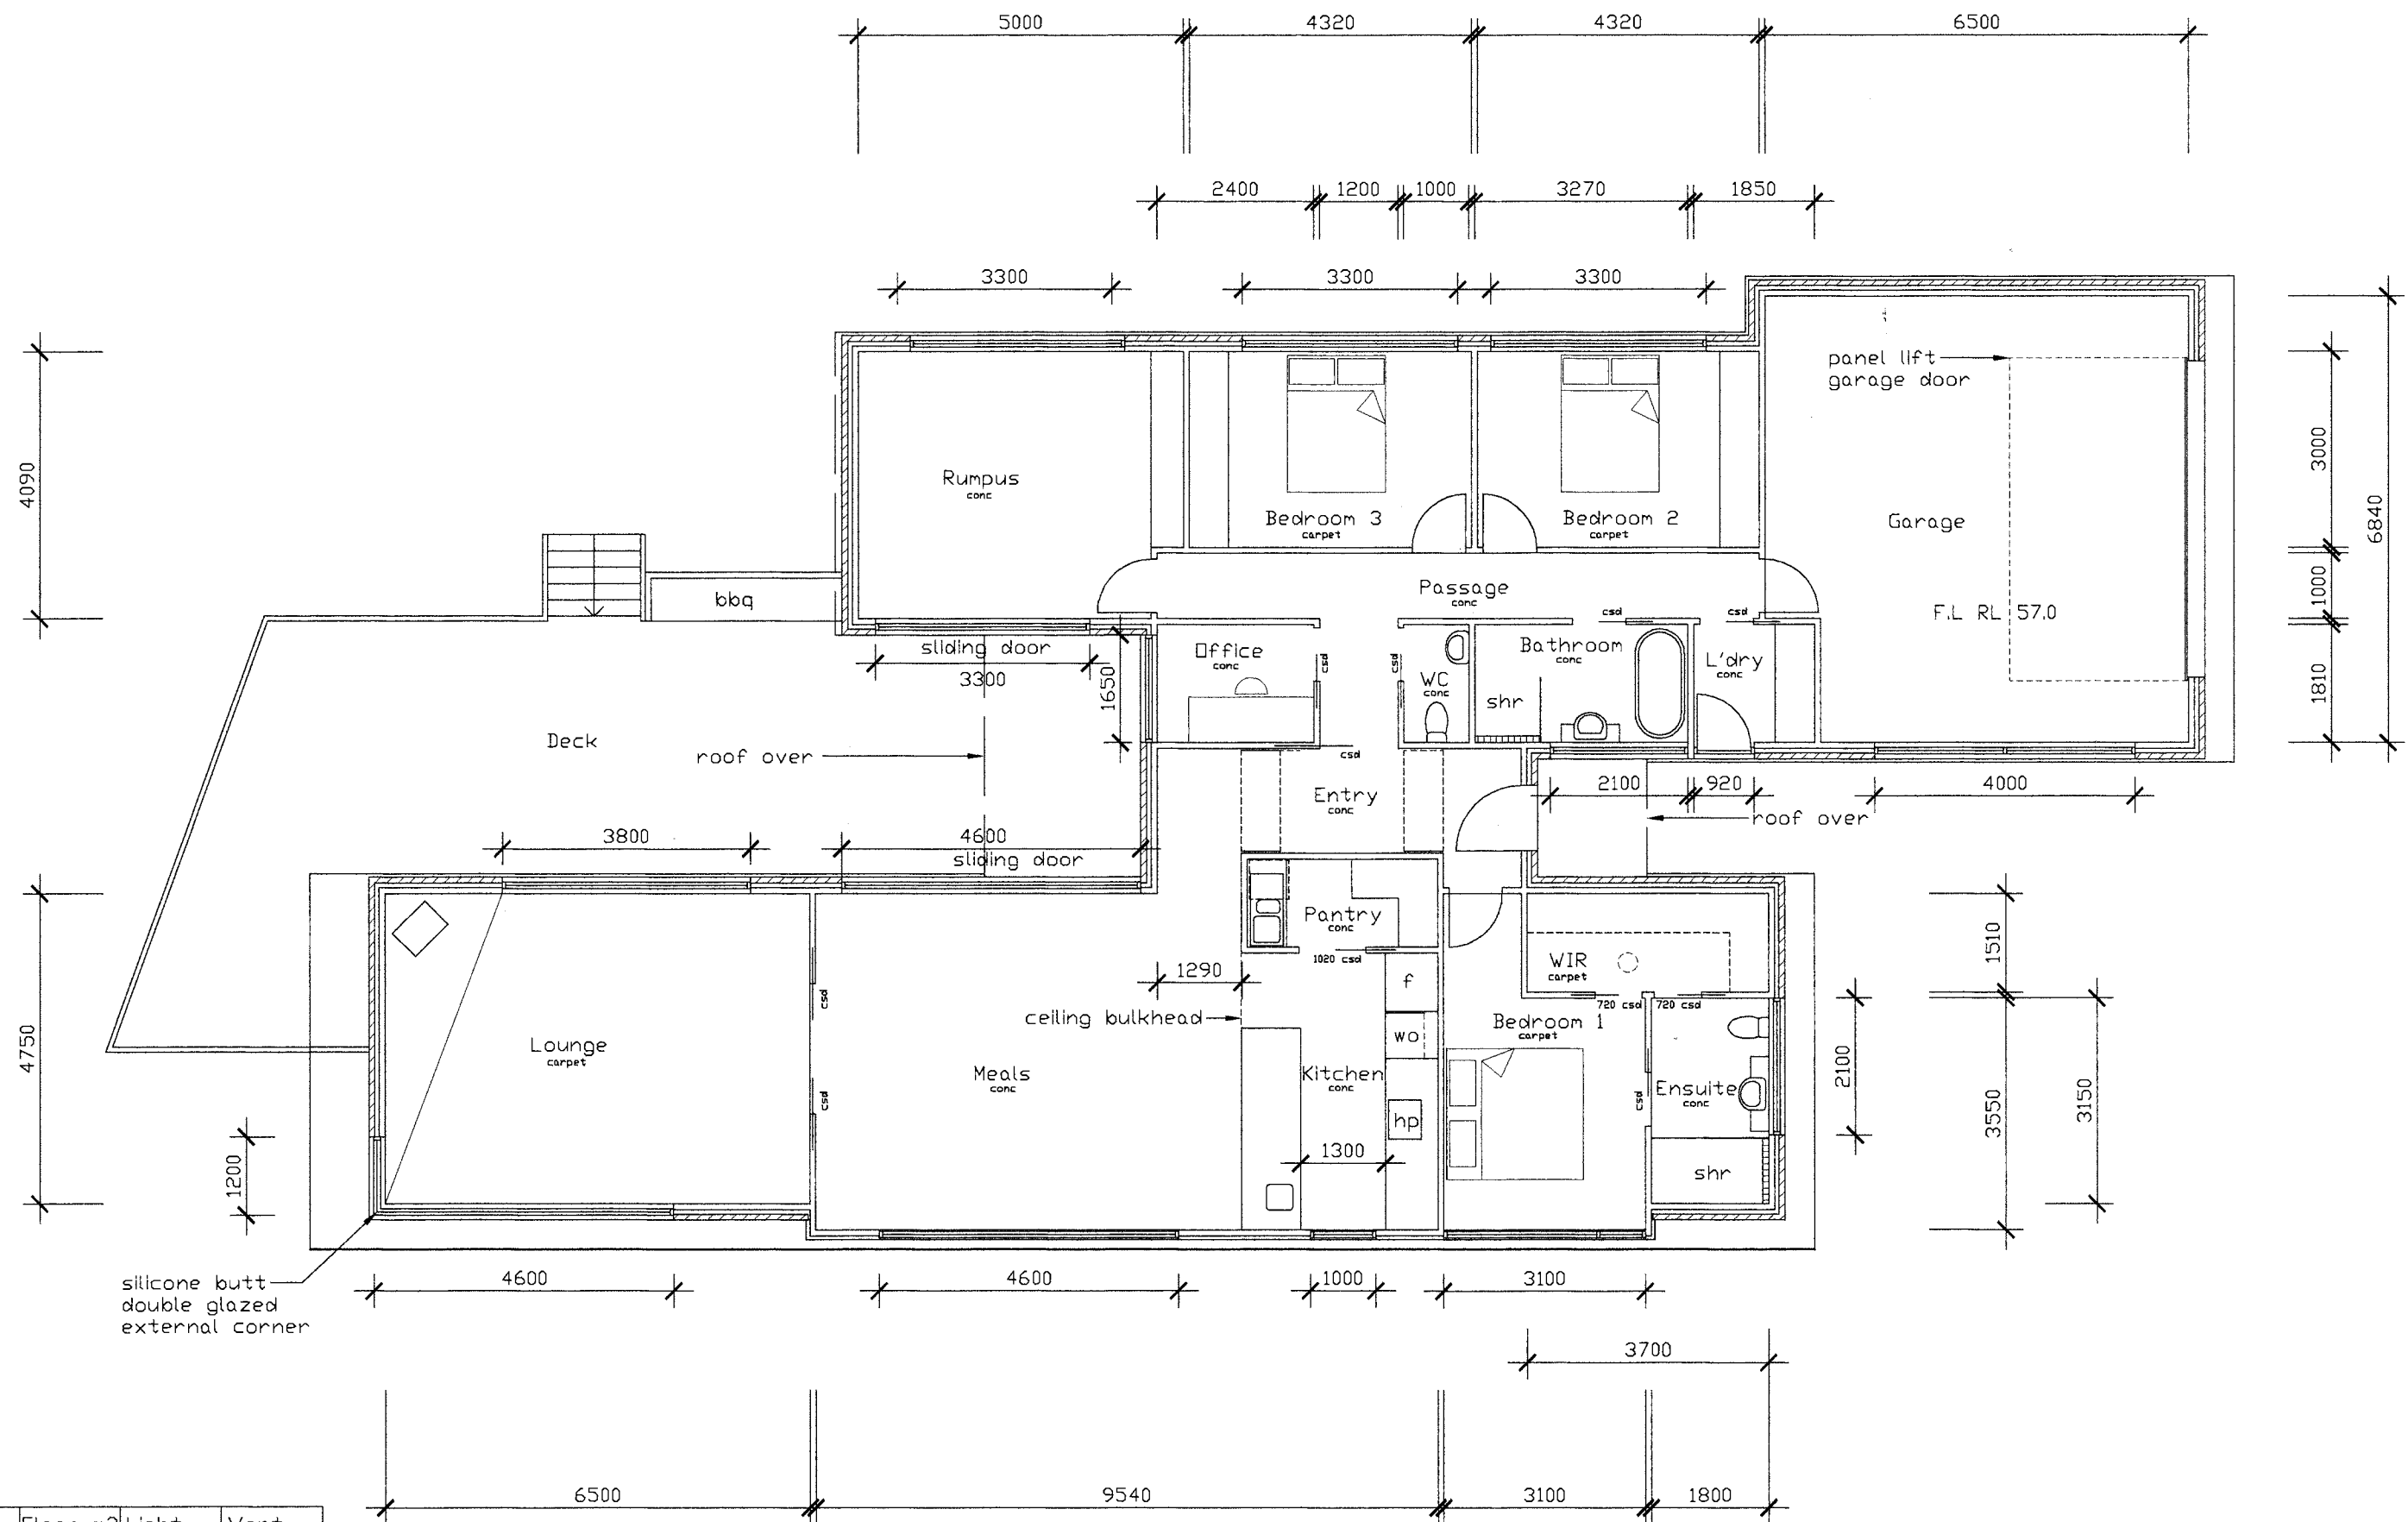 5000 4320 4320 6500
2400 1200 1000 3270 1850
3300 3300 3300
panel lift
garage door
4090
3000
6840
Rumpus
conc
Bedroom 3
carpet
Bedroom 2
carpet
Garage
bbq
Passage
conc
1000
F.L RL 57.0
csd csd
sliding door
3300
1650
Office
conc
csd
csd
WC
conc
shr
Bathroom
conc
L'dry
conc
1810
Deck
roof over
csd
Entry
conc
2100 920 4000
roof over
3800 4600
sliding door
Pantry
conc
1020 csd
1290
f
WIR
carpet
720 csd 720 csd
1510
ceiling bulkhead
wo
Bedroom 1
carpet
csd
csd
4750
Lounge
carpet
Meals
conc
Kitchen
conc
hp
1300
csd
Ensuite
conc
shr
2100
3550
3150
1200
silicone butt
double glazed
external corner
4600 4600 1000 3100
3700
6500 9540 3100 1800